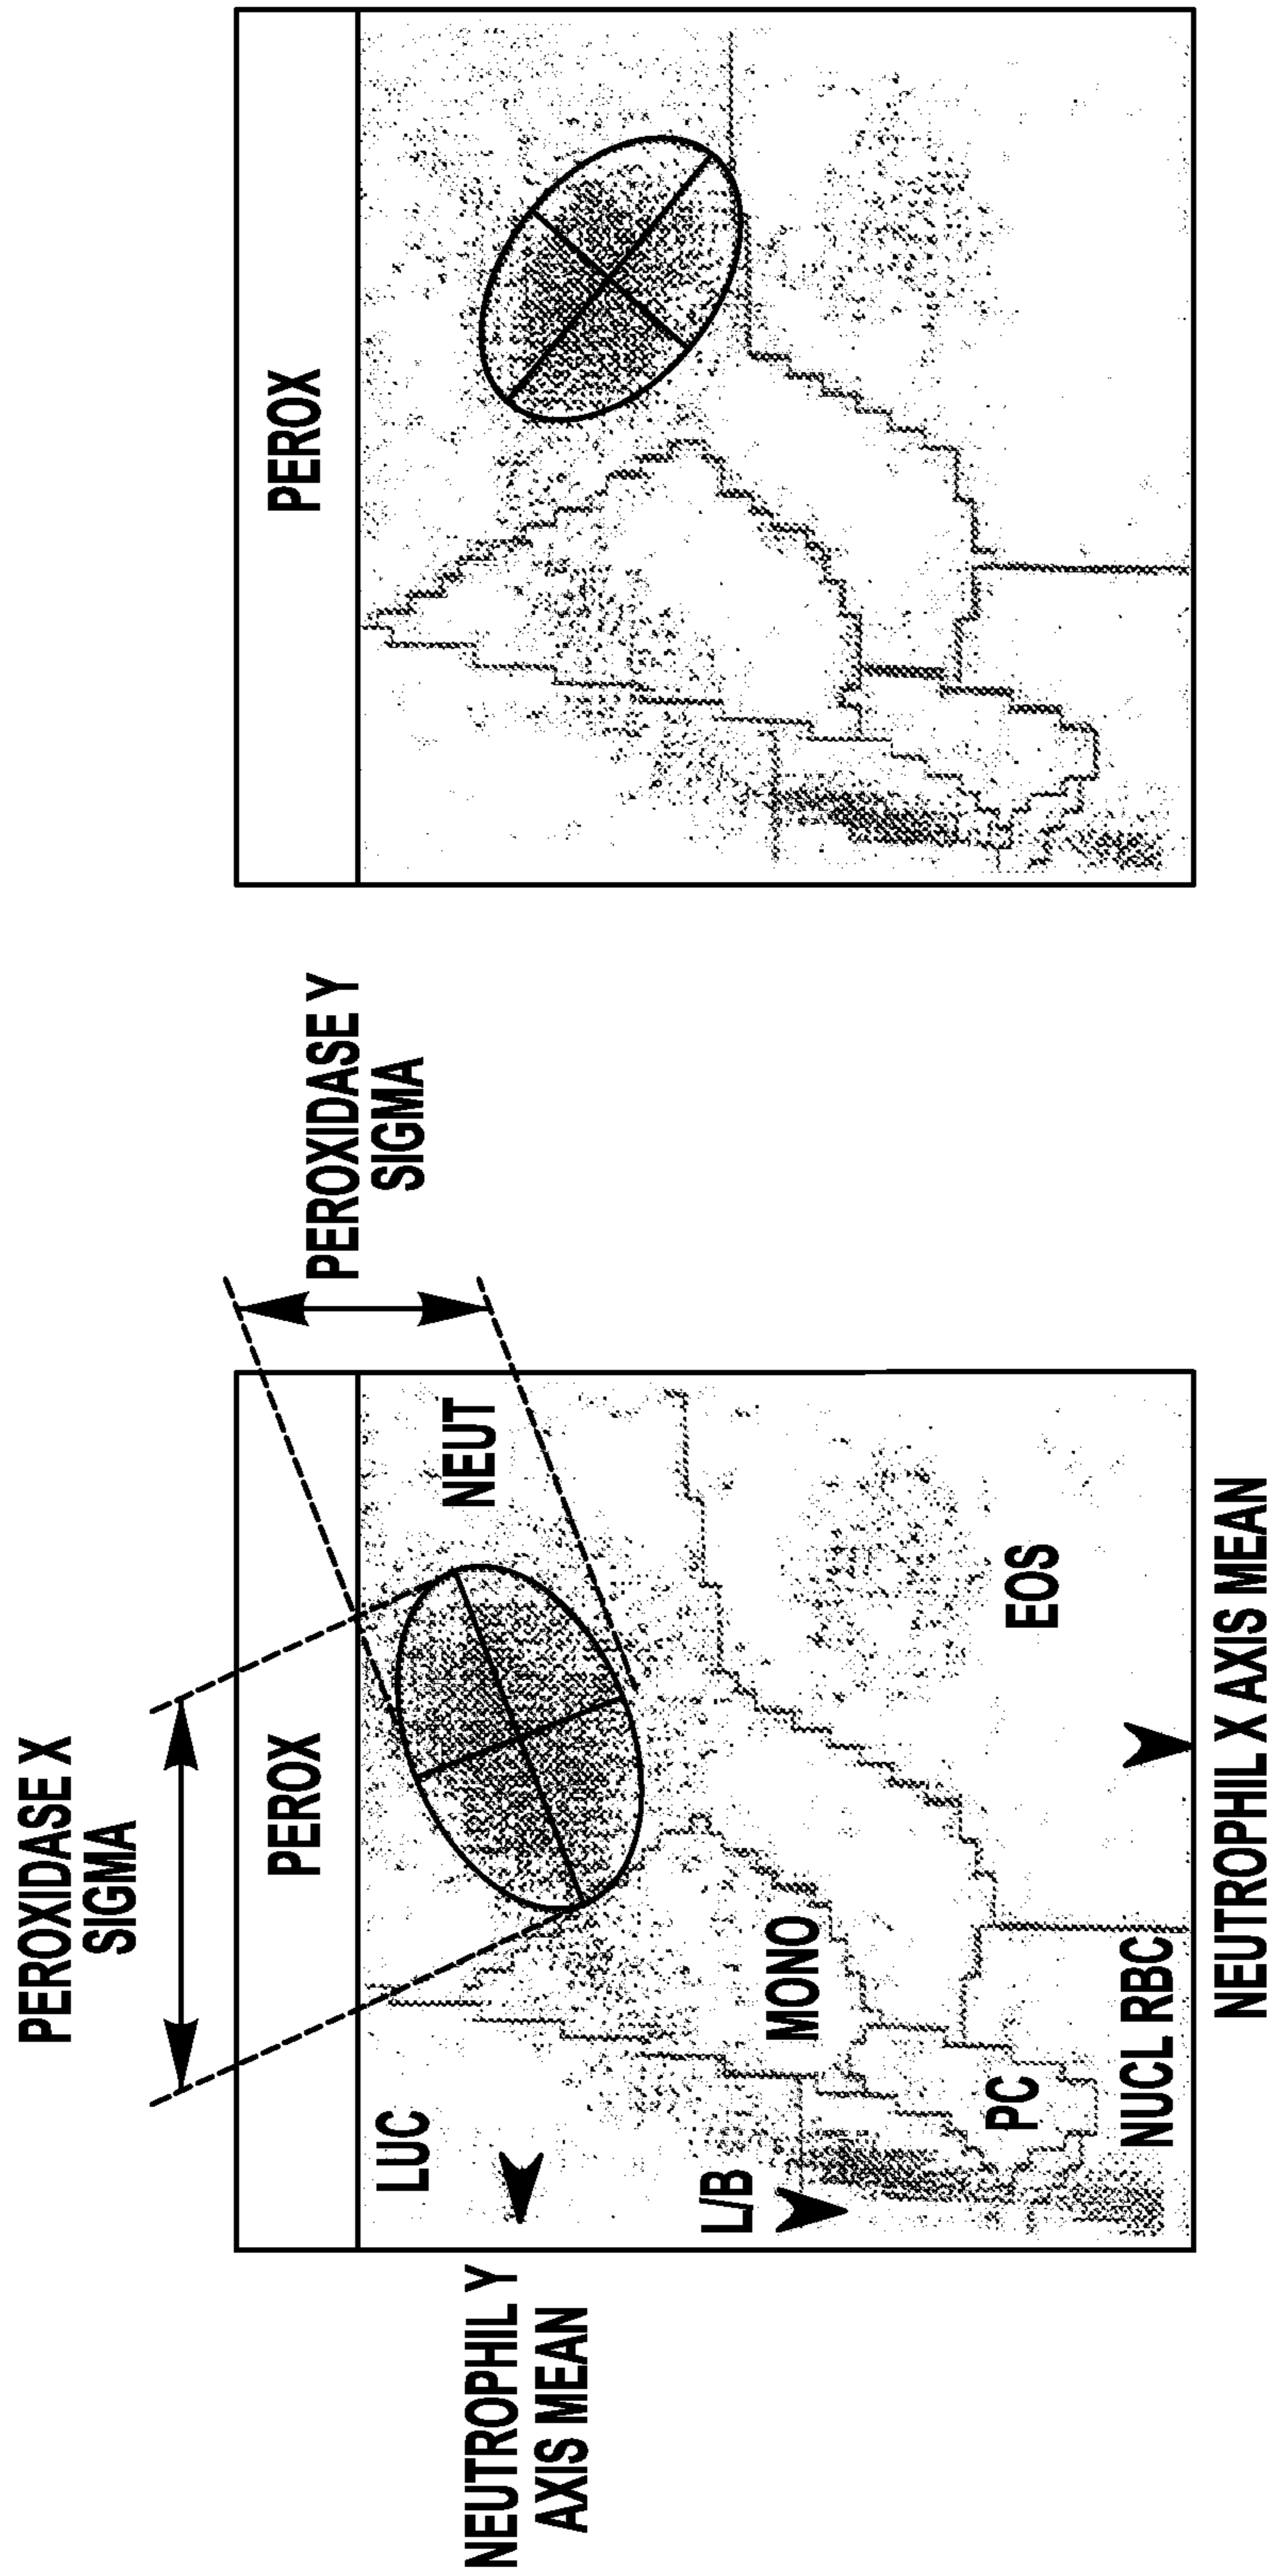 PEROXIDASE X
SIGMA
PEROXIDASE Y
SIGMA
PEROX
NEUT
LUC
NEUTROPHIL Y
AXIS MEAN
L/B
MONO
EOS
PC
NUCL RBC
NEUTROPHIL X AXIS MEAN
PEROX